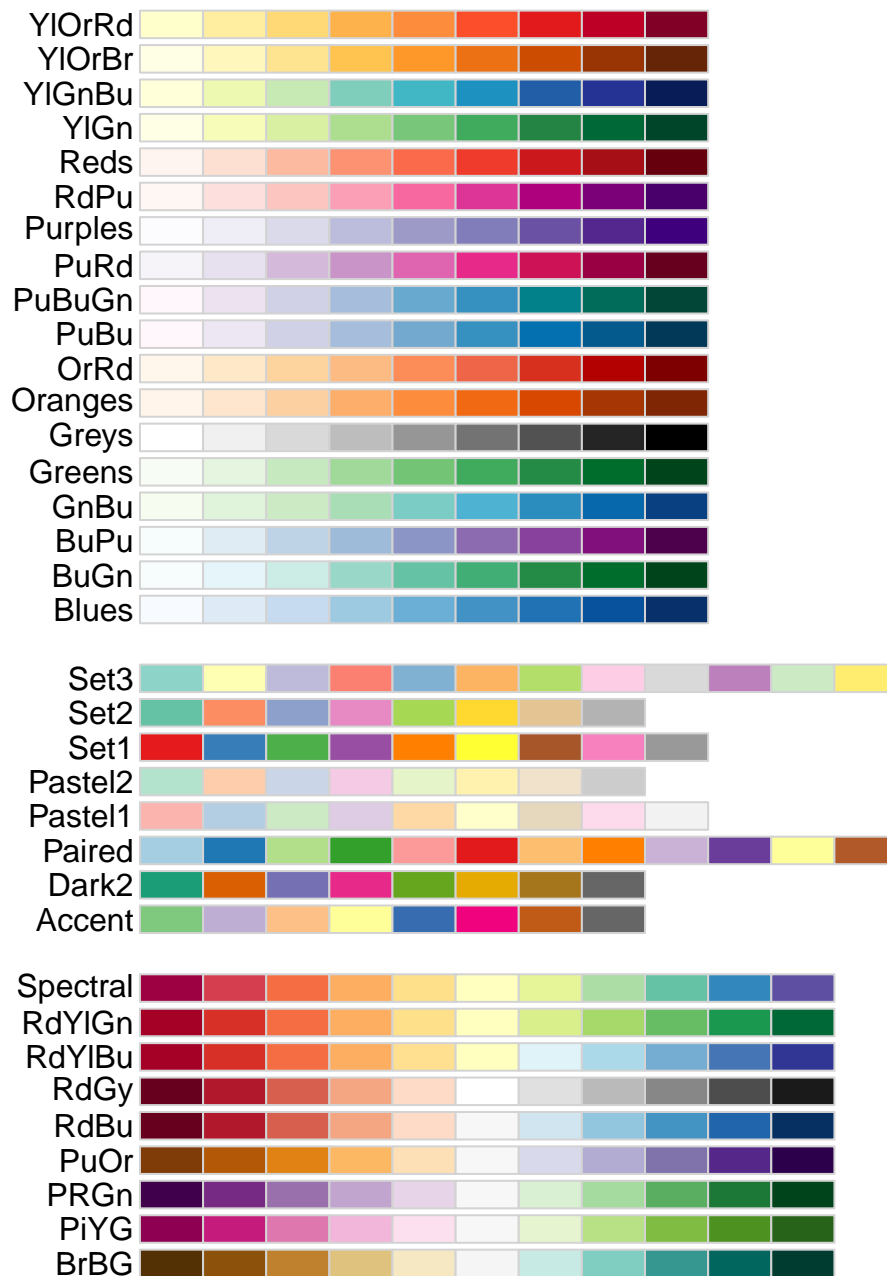 YlOrRd
YlOrBr
YlGnBu
YlGn
Reds
RdPu
Purples
PuRd
PuBuGn
PuBu
OrRd
Oranges
Greys
Greens
GnBu
BuPu
BuGn
Blues
Set3
Set2
Set1
Pastel2
Pastel1
Paired
Dark2
Accent
Spectral
RdYlGn
RdYlBu
RdGy
RdBu
PuOr
PRGn
PiYG
BrBG